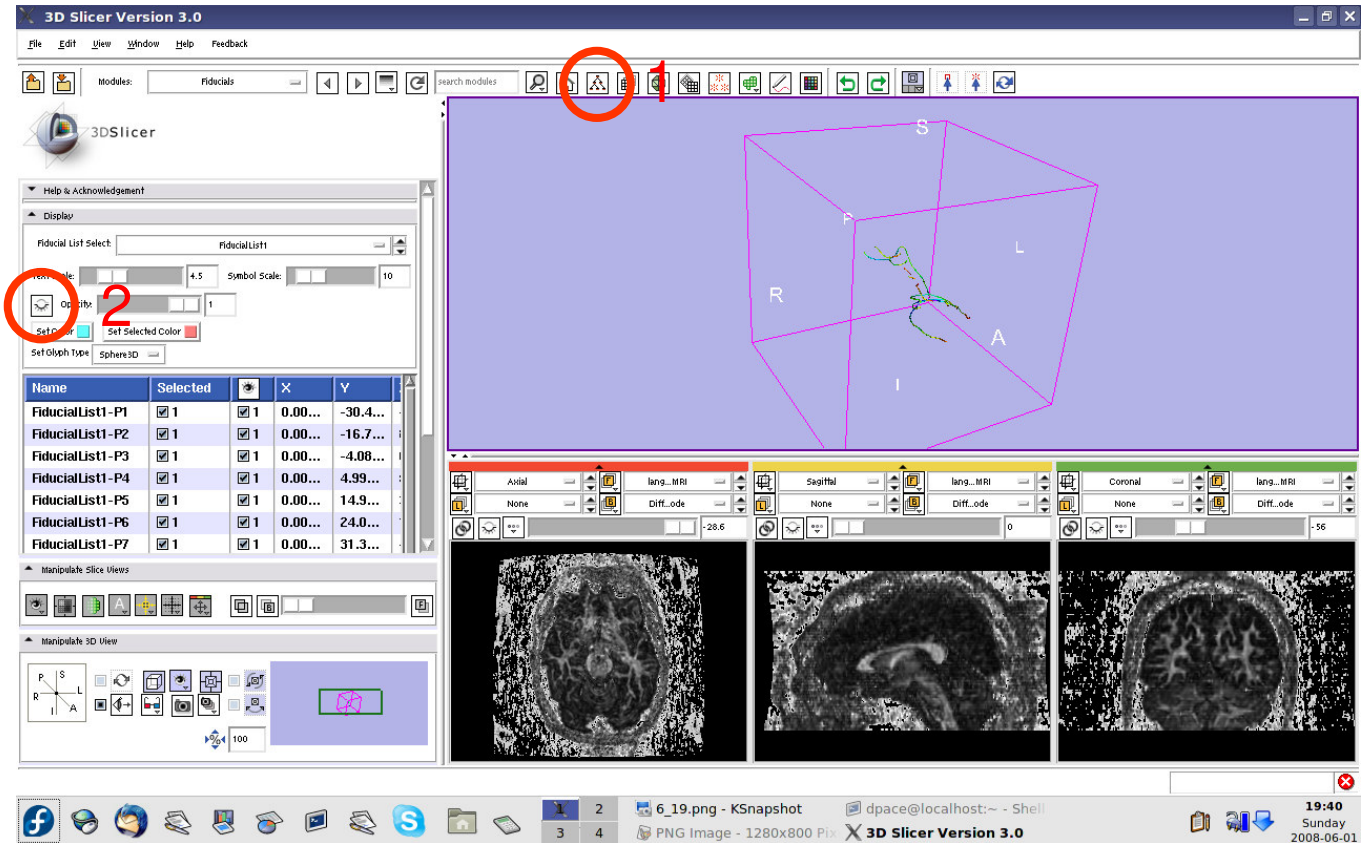 3D Slicer Version 3.0
File Edit View Window Help Feedback
Modules: Fiducials search modules
1
3DSlicer
Help & Acknowledgement
Display
Fiducial List Select: FiducialList1
4.5 Symbol Scale: 10
2
Opacity: 1
Set Color Set Selected Color
Set Glyph Type Sphere3D
Name Selected X Y
FiducialList1-P1 1 1 0.00... -30.4...
FiducialList1-P2 1 1 0.00... -16.7...
FiducialList1-P3 1 1 0.00... -4.08...
FiducialList1-P4 1 1 0.00... 4.99...
FiducialList1-P5 1 1 0.00... 14.9...
FiducialList1-P6 1 1 0.00... 24.0...
FiducialList1-P7 1 1 0.00... 31.3...
Manipulate Slice Views
A B F
Manipulate 3D View
P S
R L
I A
100
S
P
L
R
A
I
Axial F lang...MRI
L None B Diff...ode
-28.6
Sagittal F lang...MRI
L None B Diff...ode
0
Coronal F lang...MRI
L None B Diff...ode
-56
1 2
3 4
6_19.png - KSnapshot
PNG Image - 1280x800 Pi
dpace@localhost:~ - Shell
3D Slicer Version 3.0
19:40
Sunday
2008-06-01